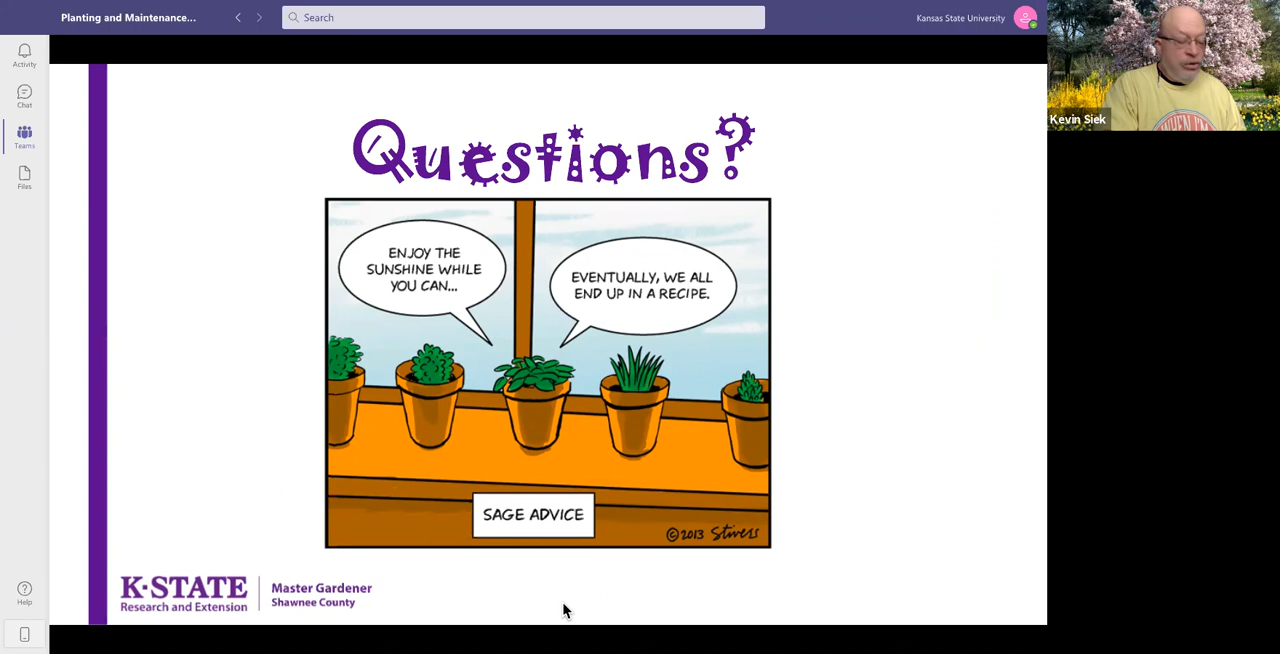 Planting and Maintenance...
Search
Kansas State University
Activity
Chat
Teams
Files
Help
Kevin Siek
WHEN I'M
Questions?
ENJOY THE
SUNSHINE WHILE
YOU CAN...
EVENTUALLY, WE ALL
END UP IN A RECIPE.
SAGE ADVICE
©2013 Stivers
K-STATE
Research and Extension
Master Gardener
Shawnee County